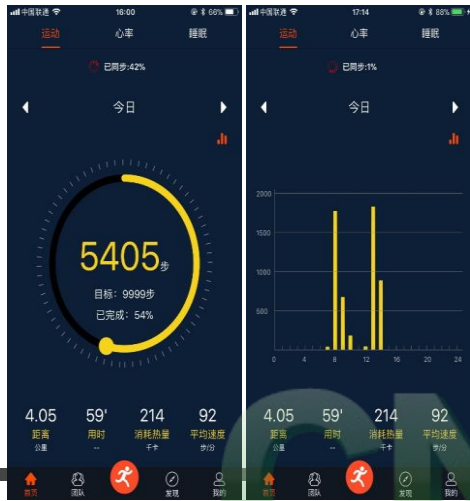 中国联通 16:00 66%
运动 心率 睡眠
已同步:42%
今日
5405步
目标：9999步
已完成：54%
4.05 59' 214 92
距离 用时 消耗热量 平均速度
公里 -- 千卡 步/分
首页 团队 发现 我的
中国联通 17:14 88%
运动 心率 睡眠
已同步:1%
今日
2000
1500
1000
500
0 4 8 12 16 20 24
4.05 59' 214 92
距离 用时 消耗热量 平均速度
公里 -- 千卡 步/分
首页 团队 发现 我的
CN